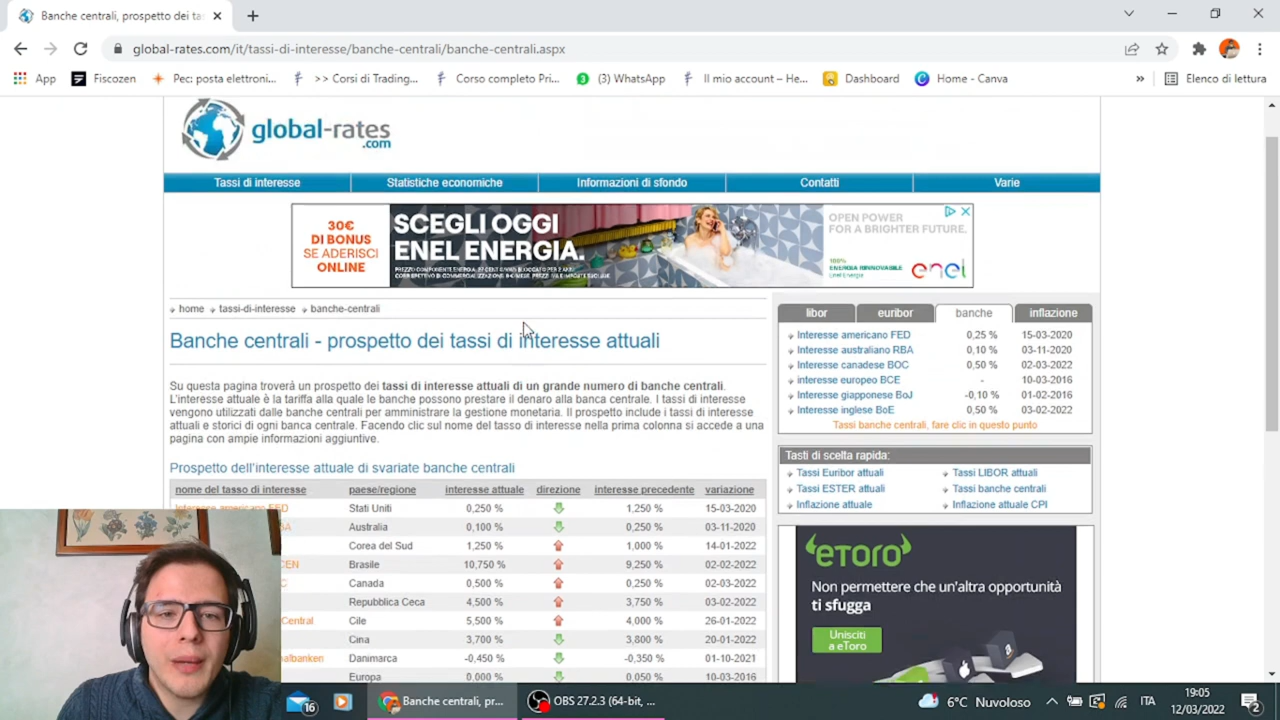 Banche centrali, prospetto dei ta
global-rates.com/it/tassi-di-interesse/banche-centrali/banche-centrali.aspx
App
Fiscozen
Pec: posta elettroni...
>> Corsi di Trading...
Corso completo Pri...
(3) WhatsApp
Il mio account – He...
Dashboard
Home - Canva
»
Elenco di lettura
global-rates
.com
Tassi di interesse
Statistiche economiche
Informazioni di sfondo
Contatti
Varie
30€
DI BONUS
SE ADERISCI
ONLINE
SCEGLI OGGI
ENEL ENERGIA.
OPEN POWER
FOR A BRIGHTER FUTURE.
100%
ENERGIA RINNOVABILE
enel
home tassi-di-interesse banche-centrali
Banche centrali - prospetto dei tassi di interesse attuali
Su questa pagina troverà un prospetto dei tassi di interesse attuali di un grande numero di banche centrali.
L'interesse attuale è la tariffa alla quale le banche possono prestare il denaro alla banca centrale. I tassi di interesse
vengono utilizzati dalle banche centrali per amministrare la gestione monetaria. Il prospetto include i tassi di interesse
attuali e storici di ogni banca centrale. Facendo clic sul nome del tasso di interesse nella prima colonna si accede a una
pagina con ampie informazioni aggiuntive.
Prospetto dell'interesse attuale di svariate banche centrali
nome del tasso di interesse paese/regione interesse attuale direzione interesse precedente variazione
Interesse americano FED Stati Uniti 0,250 % 1,250 % 15-03-2020
BA Australia 0,100 % 0,250 % 03-11-2020
Corea del Sud 1,250 % 1,000 % 14-01-2022
CEN Brasile 10,750 % 9,250 % 02-02-2022
C Canada 0,500 % 0,250 % 02-03-2022
Repubblica Ceca 4,500 % 3,750 % 03-02-2022
Central Cile 5,500 % 4,000 % 26-01-2022
Cina 3,700 % 3,800 % 20-01-2022
nalbanken Danimarca -0,450 % -0,350 % 01-10-2021
Europa 0,000 % 0,050 % 10-03-2016
libor euribor banche inflazione
Interesse americano FED 0,25 % 15-03-2020
Interesse australiano RBA 0,10 % 03-11-2020
Interesse canadese BOC 0,50 % 02-03-2022
interesse europeo BCE - 10-03-2016
Interesse giapponese BoJ -0,10 % 01-02-2016
Interesse inglese BoE 0,50 % 03-02-2022
Tassi banche centrali, fare clic in questo punto
Tasti di scelta rapida:
Tassi Euribor attuali Tassi LIBOR attuali
Tassi ESTER attuali Tassi banche centrali
Inflazione attuale Inflazione attuale CPI
eToro
Non permettere che un'altra opportunità
ti sfugga
Unisciti
a eToro
16
Banche centrali, pr...
OBS 27.2.3 (64-bit, ...
6°C Nuvoloso
ITA
19:05
12/03/2022
2